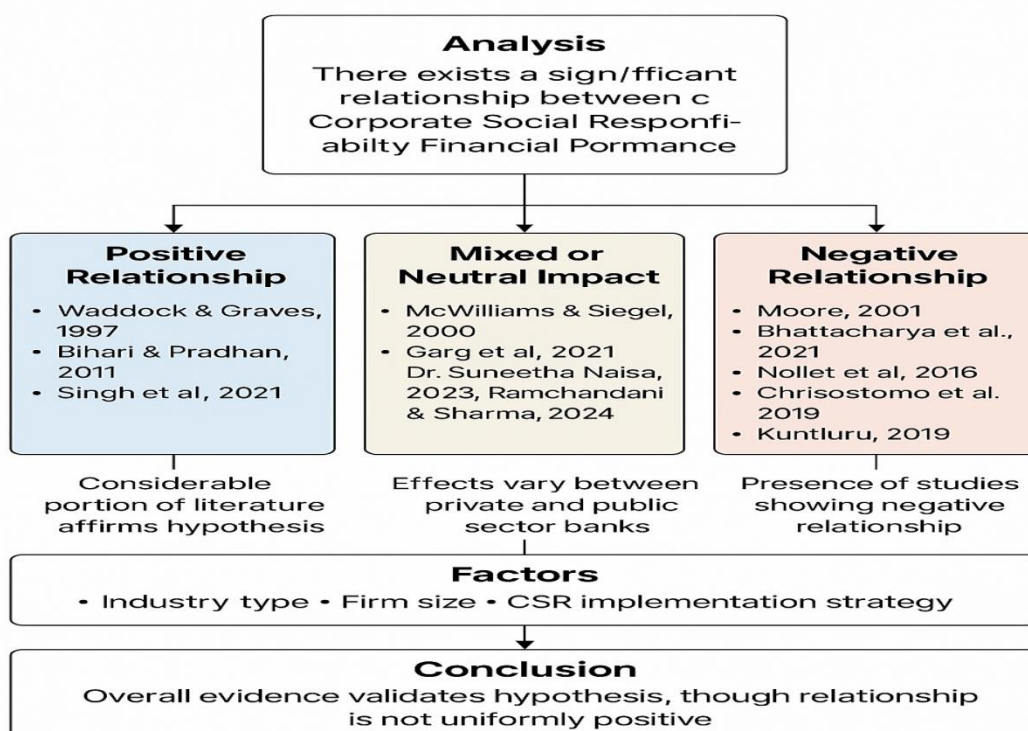 Analysis
There exists a sign/fficant
relationship between c
Corporate Social Responfi-
abilty Financial Pormance
Positive
Relationship
• Waddock & Graves,
1997
• Bihari & Pradhan,
2011
• Singh et al, 2021
Considerable
portion of literature
affirms hypothesis
Mixed or
Neutral Impact
• McWilliams & Siegel,
2000
• Garg et al, 2021
Dr. Suneetha Naisa,
2023, Ramchandani
& Sharma, 2024
Effects vary between
private and public
sector banks
Negative
Relationship
• Moore, 2001
• Bhattacharya et al.,
2021
• Nollet et al, 2016
• Chrisostomo et al.
2019
• Kuntluru, 2019
Presence of studies
showing negative
relationship
Factors
• Industry type • Firm size • CSR implementation strategy
Conclusion
Overall evidence validates hypothesis, though relationship
is not uniformly positive